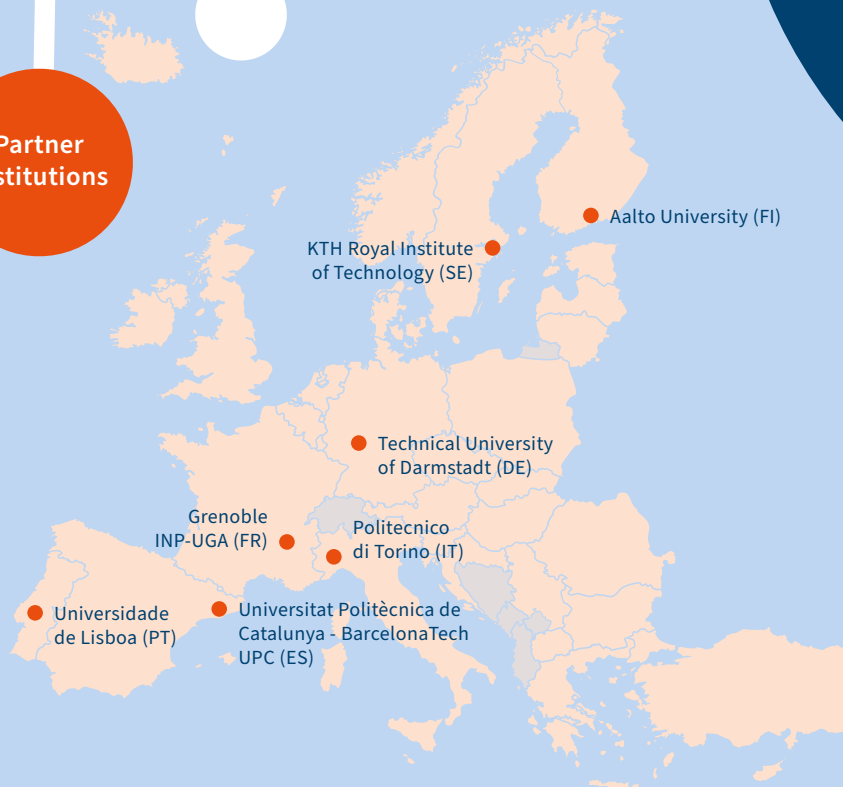 Partner
stitutions
Aalto University (FI)
KTH Royal Institute
of Technology (SE)
Technical University
of Darmstadt (DE)
Grenoble
INP-UGA (FR)
Politecnico
di Torino (IT)
Universidade
de Lisboa (PT)
Universitat Politècnica de
Catalunya - BarcelonaTech
UPC (ES)